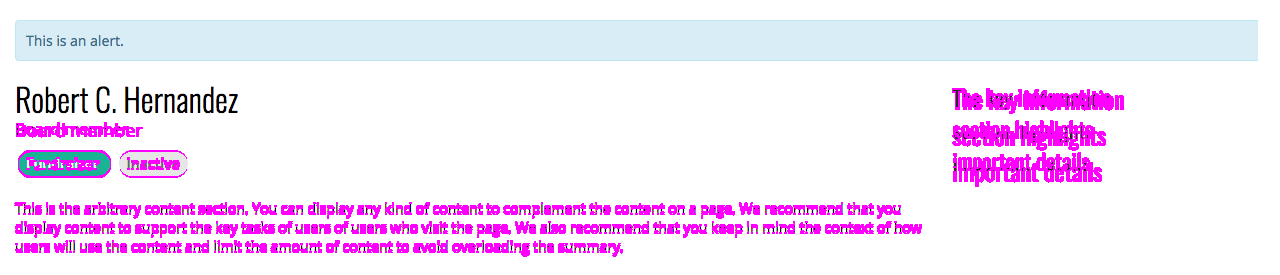 This is an alert.
Robert C. Hernandez
Board member
Fundraiser
Inactive
The key information
section highlights
important details
This is the arbitrary content section. You can display any kind of content to complement the content on a page. We recommend that you
display content to support the key tasks of users of users who visit the page. We also recommend that you keep in mind the context of how
users will use the content and limit the amount of content to avoid overloading the summary.